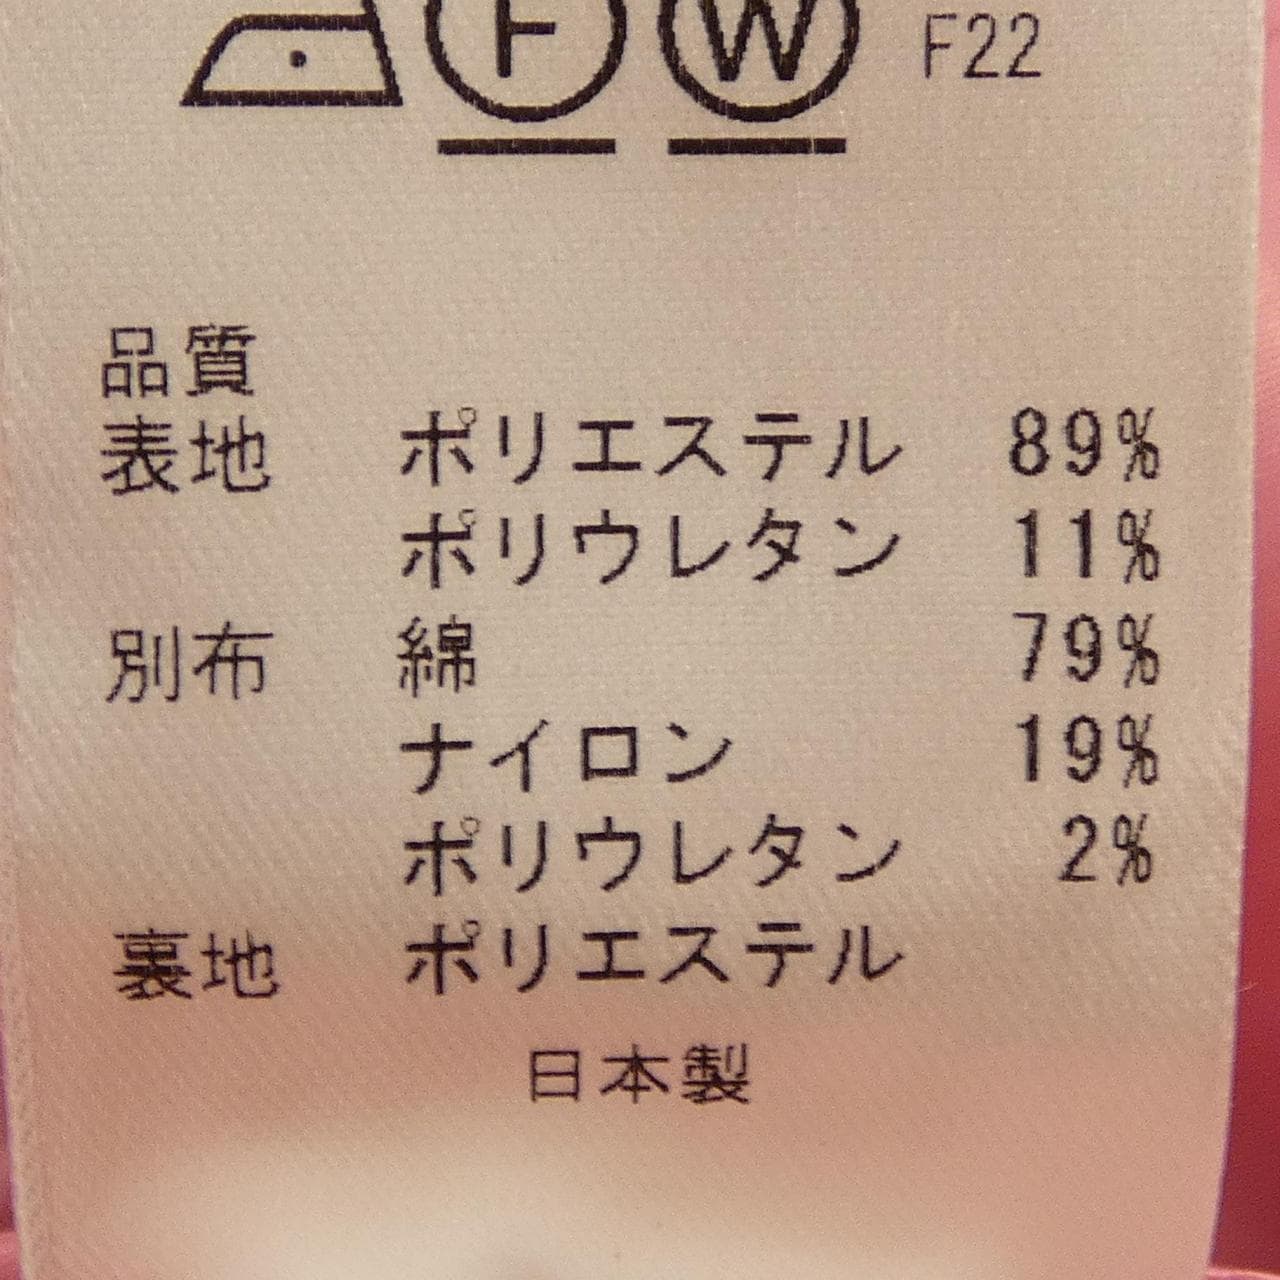 F W F22
品質
表地 ポリエステル 89%
ポリウレタン 11%
別布 綿 79%
ナイロン 19%
ポリウレタン 2%
裏地 ポリエステル
日本製